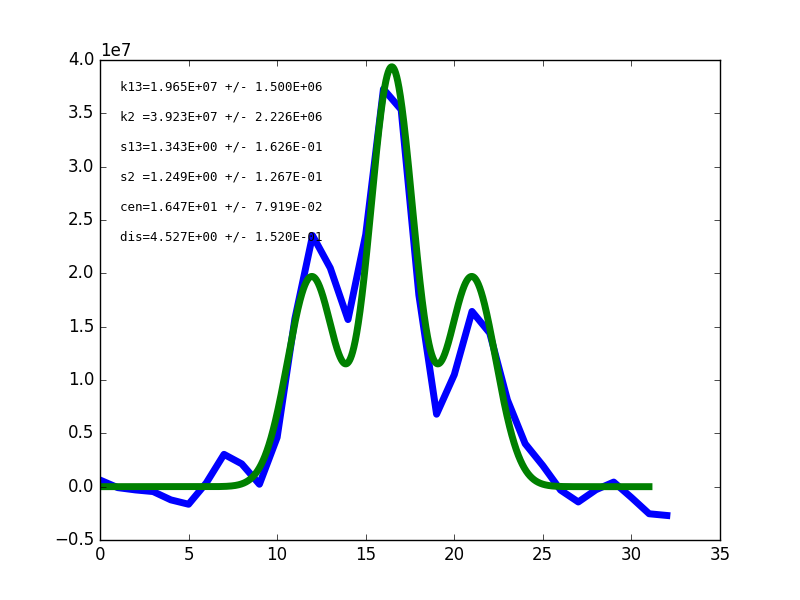 1e7
4.0
3.5
3.0
2.5
2.0
1.5
1.0
0.5
0.0
−0.5
k13=1.965E+07 +/- 1.500E+06
k2 =3.923E+07 +/- 2.226E+06
s13=1.343E+00 +/- 1.626E-01
s2 =1.249E+00 +/- 1.267E-01
cen=1.647E+01 +/- 7.919E-02
dis=4.527E+00 +/- 1.520E-01
0 5 10 15 20 25 30 35